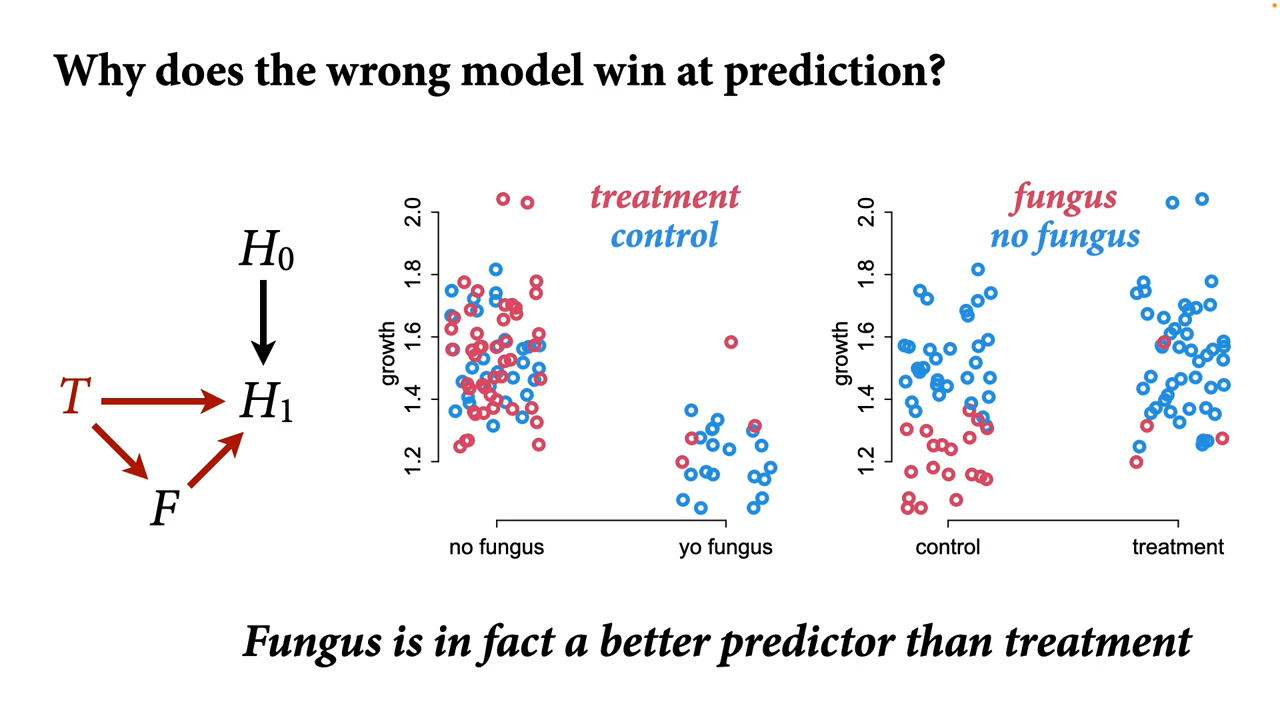 Why does the wrong model win at prediction?
H0
T
H1
F
growth
2.0
1.8
1.6
1.4
1.2
treatment
control
no fungus
yo fungus
growth
2.0
1.8
1.6
1.4
1.2
fungus
no fungus
control
treatment
Fungus is in fact a better predictor than treatment